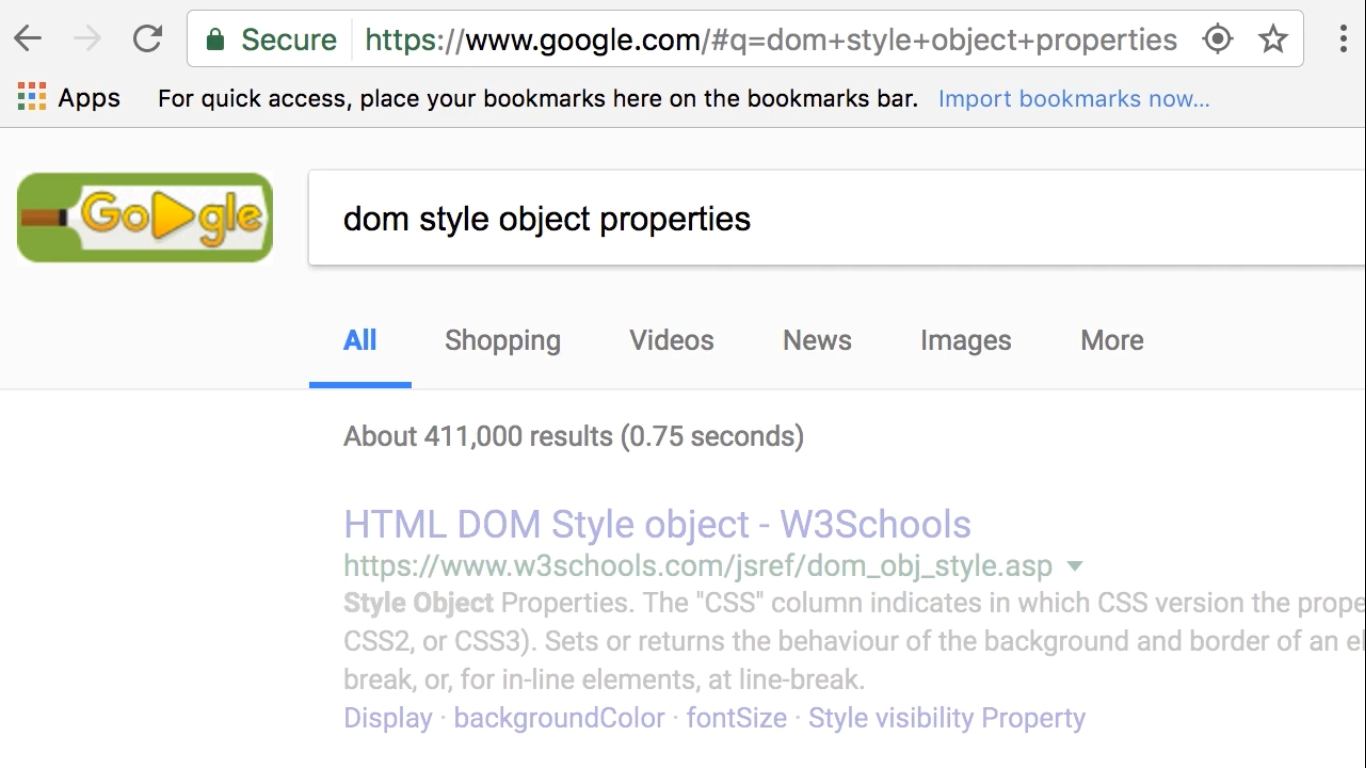 Secure https://www.google.com/#q=dom+style+object+properties
Apps For quick access, place your bookmarks here on the bookmarks bar. Import bookmarks now...
Google dom style object properties
All Shopping Videos News Images More
About 411,000 results (0.75 seconds)
HTML DOM Style object - W3Schools
https://www.w3schools.com/jsref/dom_obj_style.asp
Style Object Properties. The "CSS" column indicates in which CSS version the prope
CSS2, or CSS3). Sets or returns the behaviour of the background and border of an el
break, or, for in-line elements, at line-break.
Display · backgroundColor · fontSize · Style visibility Property